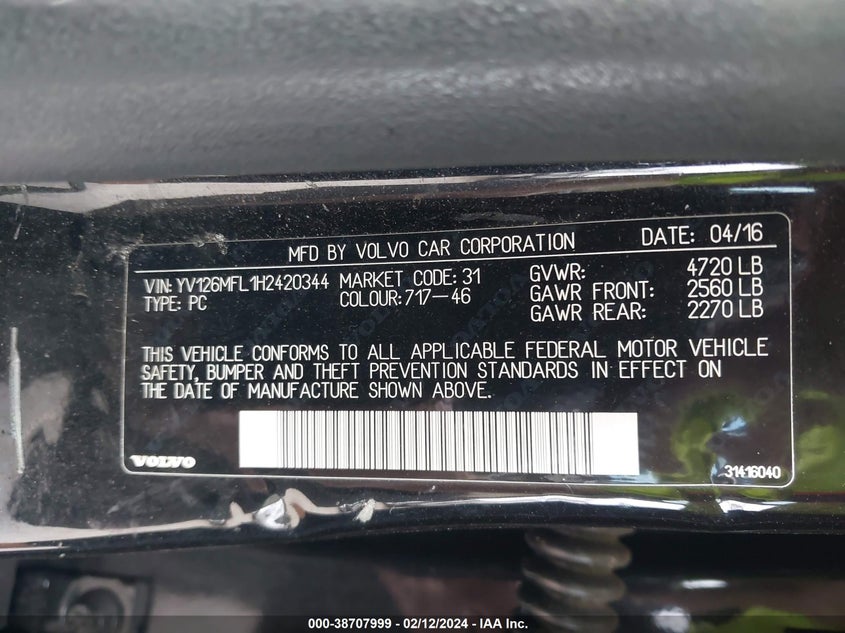 MFD BY VOLVO CAR CORPORATION DATE: 04/16
VIN: YV126MFL1H2420344 MARKET CODE: 31 GVWR: 4720 LB
TYPE: PC COLOUR: 717-46 GAWR FRONT: 2560 LB
GAWR REAR: 2270 LB
THIS VEHICLE CONFORMS TO ALL APPLICABLE FEDERAL MOTOR VEHICLE
SAFETY, BUMPER AND THEFT PREVENTION STANDARDS IN EFFECT ON
THE DATE OF MANUFACTURE SHOWN ABOVE.
VOLVO 31416040
000-38707999 - 02/12/2024 - IAA Inc.